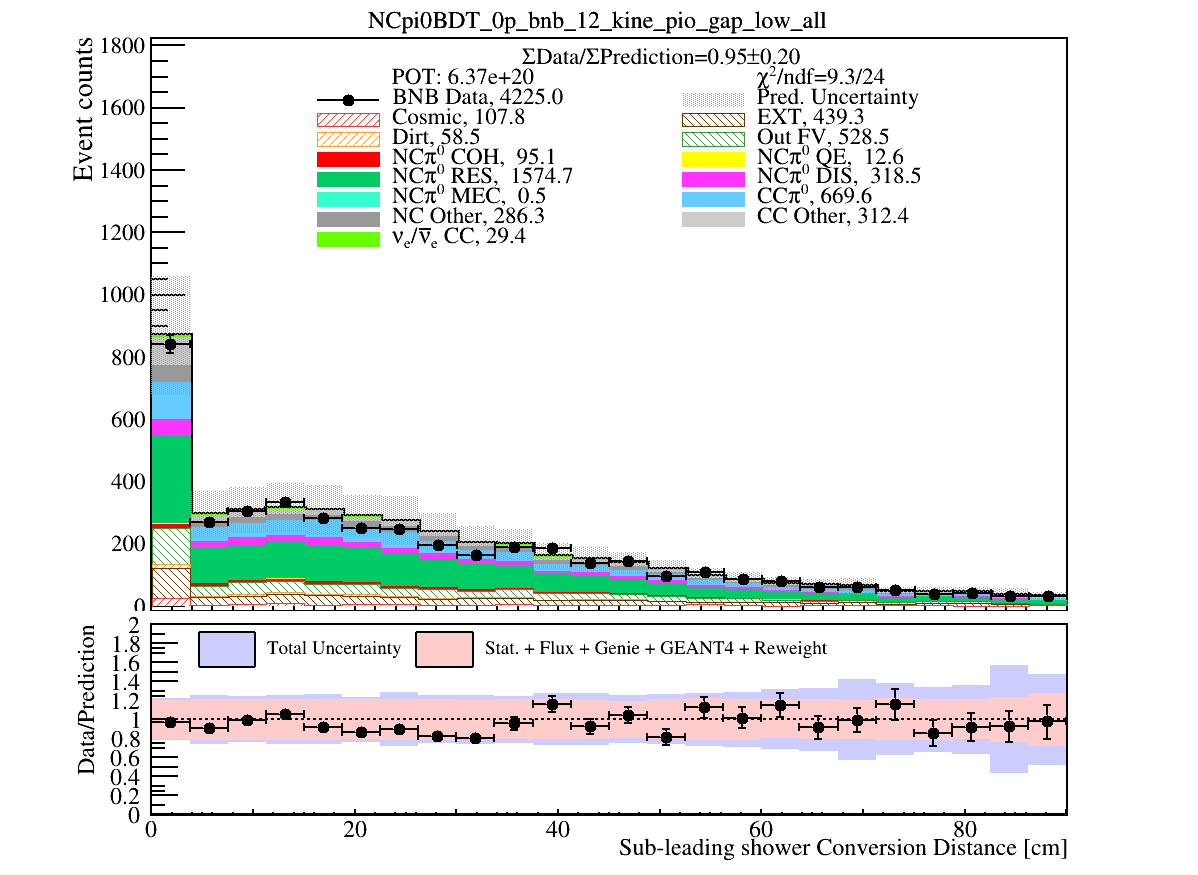 NCpi0BDT_0p_bnb_12_kine_pio_gap_low_all
ΣData/ΣPrediction=0.95±0.20
POT: 6.37e+20
χ²/ndf=9.3/24
BNB Data, 4225.0
Pred. Uncertainty
Cosmic, 107.8
EXT, 439.3
Dirt, 58.5
Out FV, 528.5
NCπ⁰ COH, 95.1
NCπ⁰ QE, 12.6
NCπ⁰ RES, 1574.7
NCπ⁰ DIS, 318.5
NCπ⁰ MEC, 0.5
CCπ⁰, 669.6
NC Other, 286.3
CC Other, 312.4
νₑ/ν̅ₑ CC, 29.4
Event counts
1800
1600
1400
1200
1000
800
600
400
200
0
Total Uncertainty
Stat. + Flux + Genie + GEANT4 + Reweight
Data/Prediction
2
1.8
1.6
1.4
1.2
1
0.8
0.6
0.4
0.2
0
0 20 40 60 80
Sub-leading shower Conversion Distance [cm]